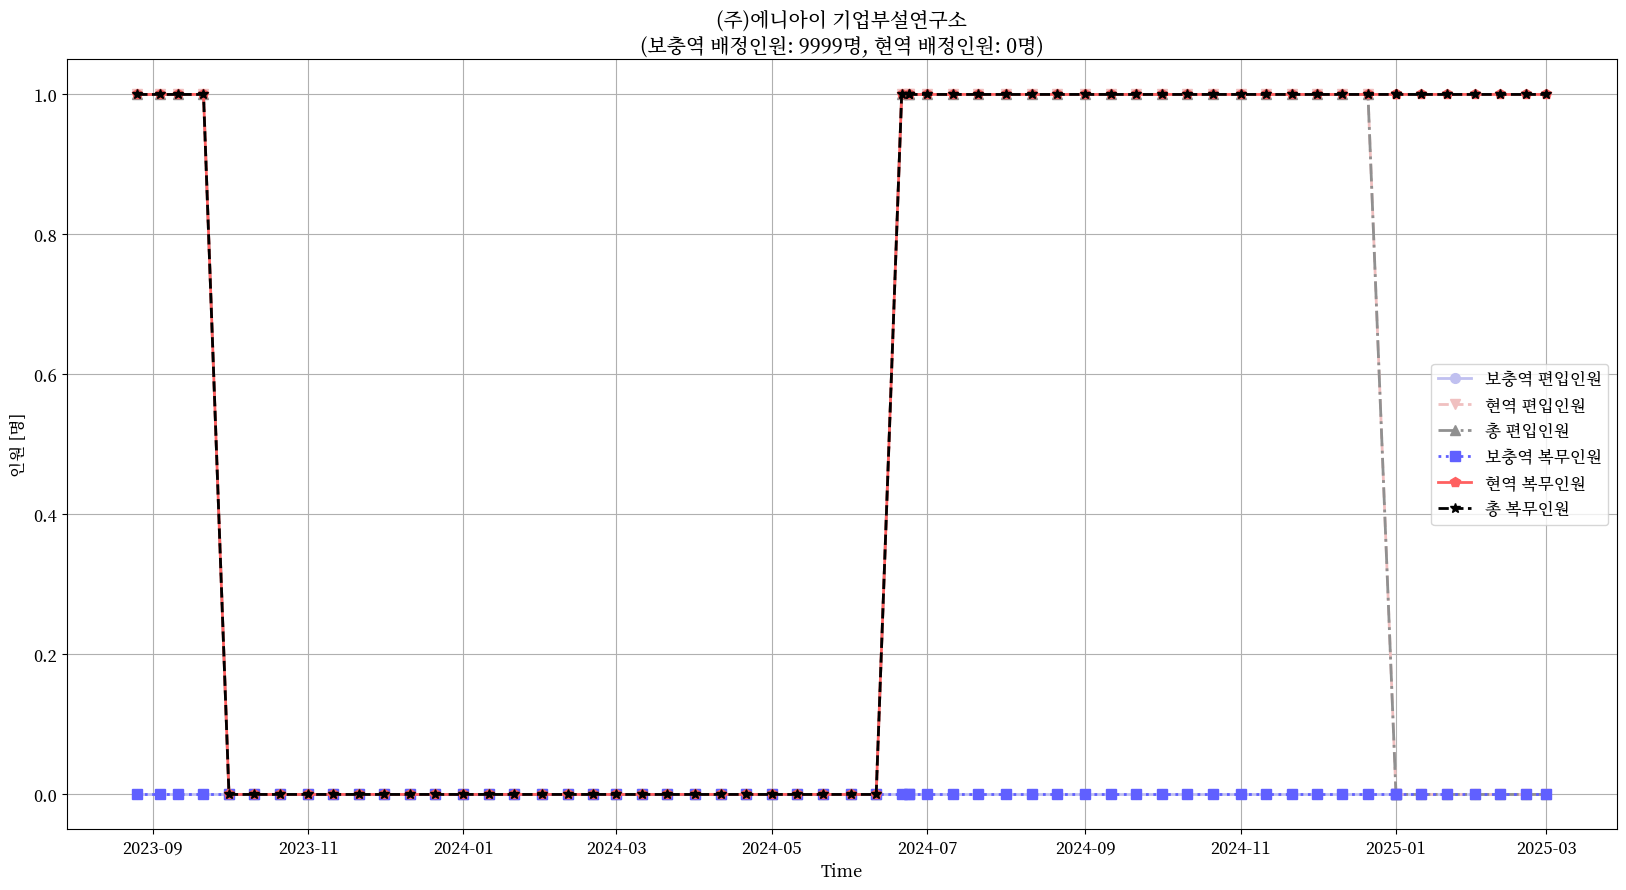 (주)에니아이 기업부설연구소
(보충역 배정인원: 9999명, 현역 배정인원: 0명)
1.0
0.8
0.6
0.4
0.2
0.0
인원 [명]
보충역 편입인원
현역 편입인원
총 편입인원
보충역 복무인원
현역 복무인원
총 복무인원
2023-09
2023-11
2024-01
2024-03
2024-05
2024-07
2024-09
2024-11
2025-01
2025-03
Time